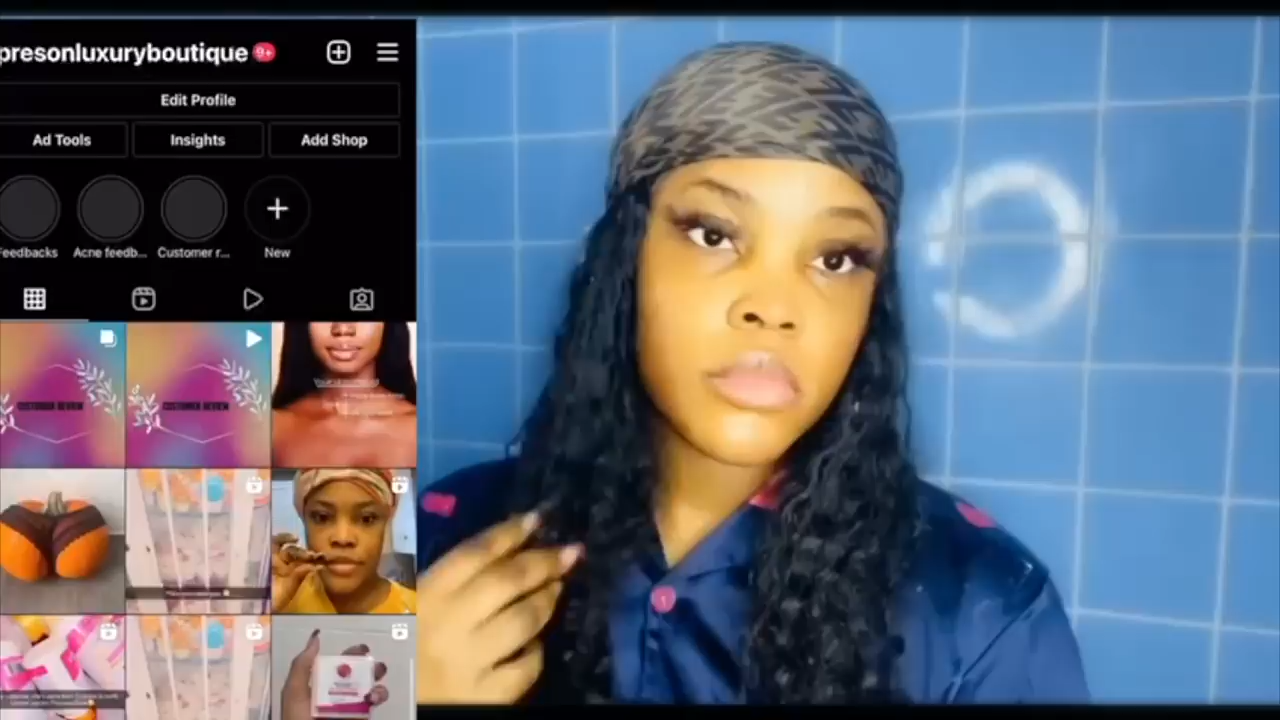 presonluxuryboutique 9+
Edit Profile
Ad Tools
Insights
Add Shop
Feedbacks
Acne feedb...
Customer r...
New
CUSTOMER REVIEW
CUSTOMER REVIEW